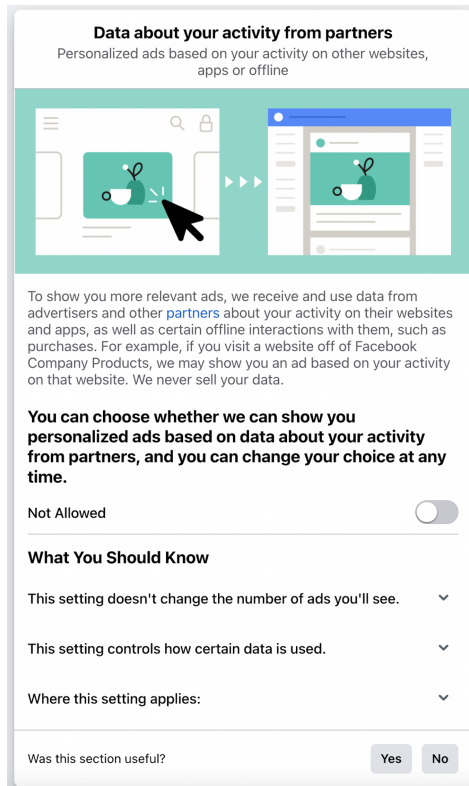 Data about your activity from partners
Personalized ads based on your activity on other websites,
apps or offline
To show you more relevant ads, we receive and use data from
advertisers and other partners about your activity on their websites
and apps, as well as certain offline interactions with them, such as
purchases. For example, if you visit a website off of Facebook
Company Products, we may show you an ad based on your activity
on that website. We never sell your data.
You can choose whether we can show you
personalized ads based on data about your activity
from partners, and you can change your choice at any
time.
Not Allowed
What You Should Know
This setting doesn't change the number of ads you'll see.
This setting controls how certain data is used.
Where this setting applies:
Was this section useful?
Yes
No